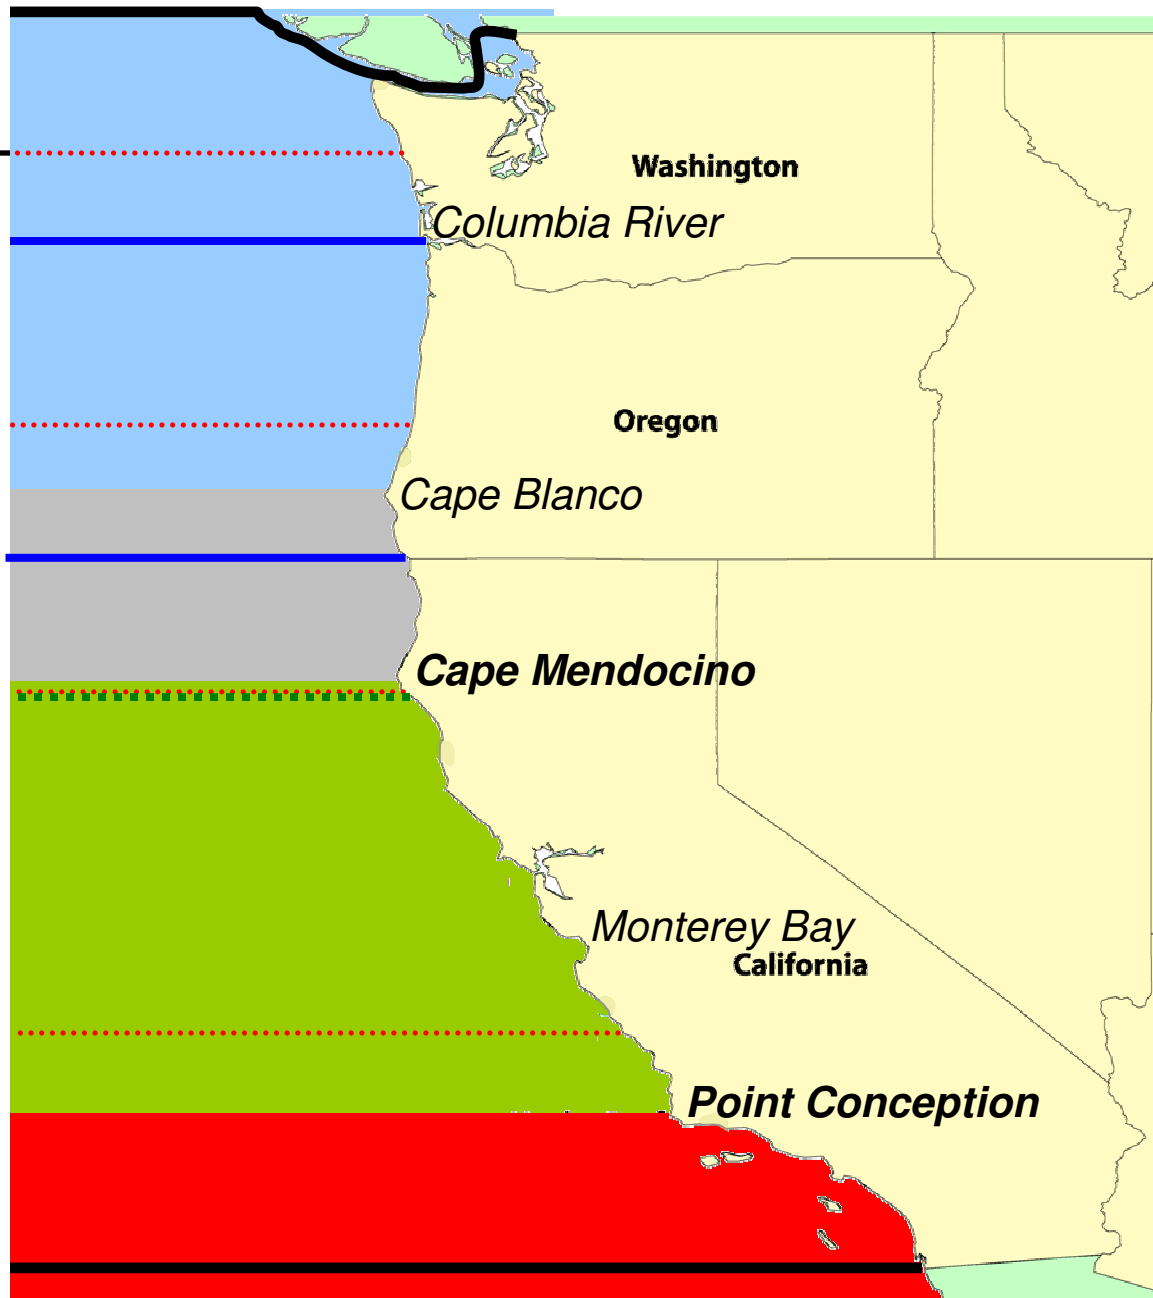 Washington
Columbia River
Oregon
Cape Blanco
Cape Mendocino
Monterey Bay
California
Point Conception